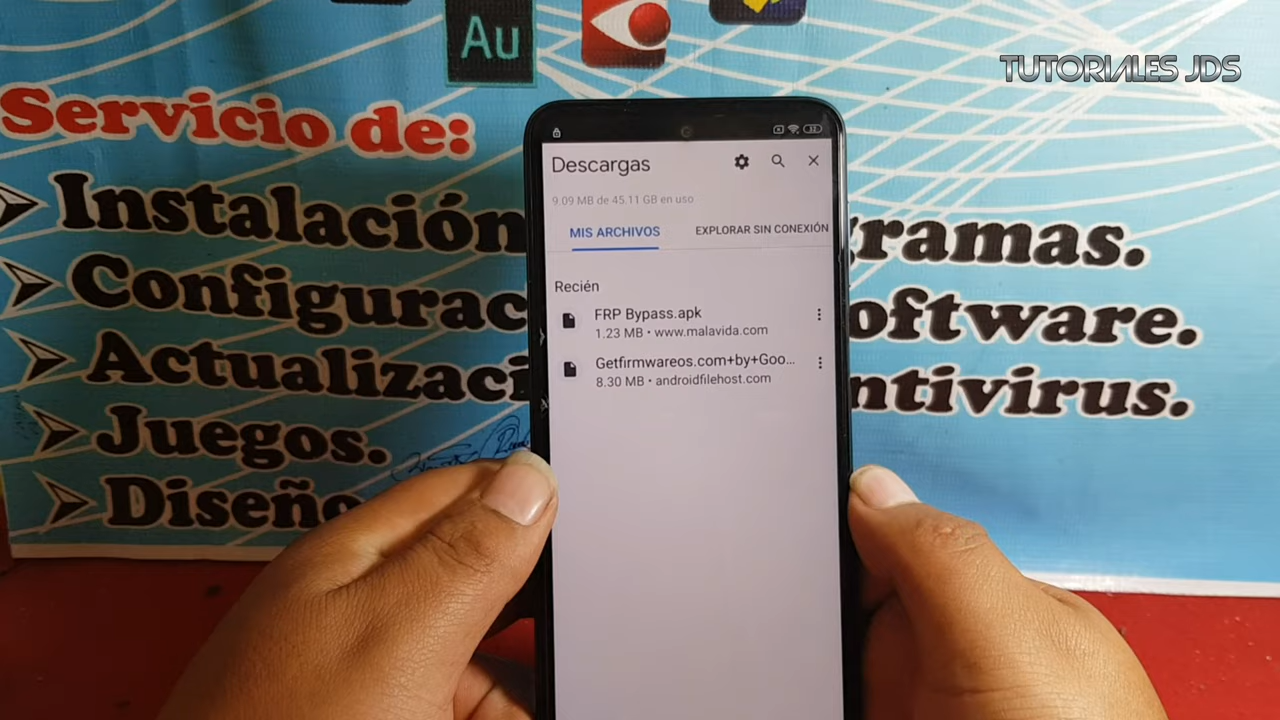 Au
TUTORIALES JDS
Servicio de:
Instalación
gramas.
Configurac
oftware.
Actualizaci
ntivirus.
Juegos.
Diseño
33
Descargas
9.09 MB de 45.11 GB en uso
MIS ARCHIVOS
EXPLORAR SIN CONEXIÓN
Recién
FRP Bypass.apk
1.23 MB • www.malavida.com
Getfirmwareos.com+by+Goo...
8.30 MB • androidfilehost.com